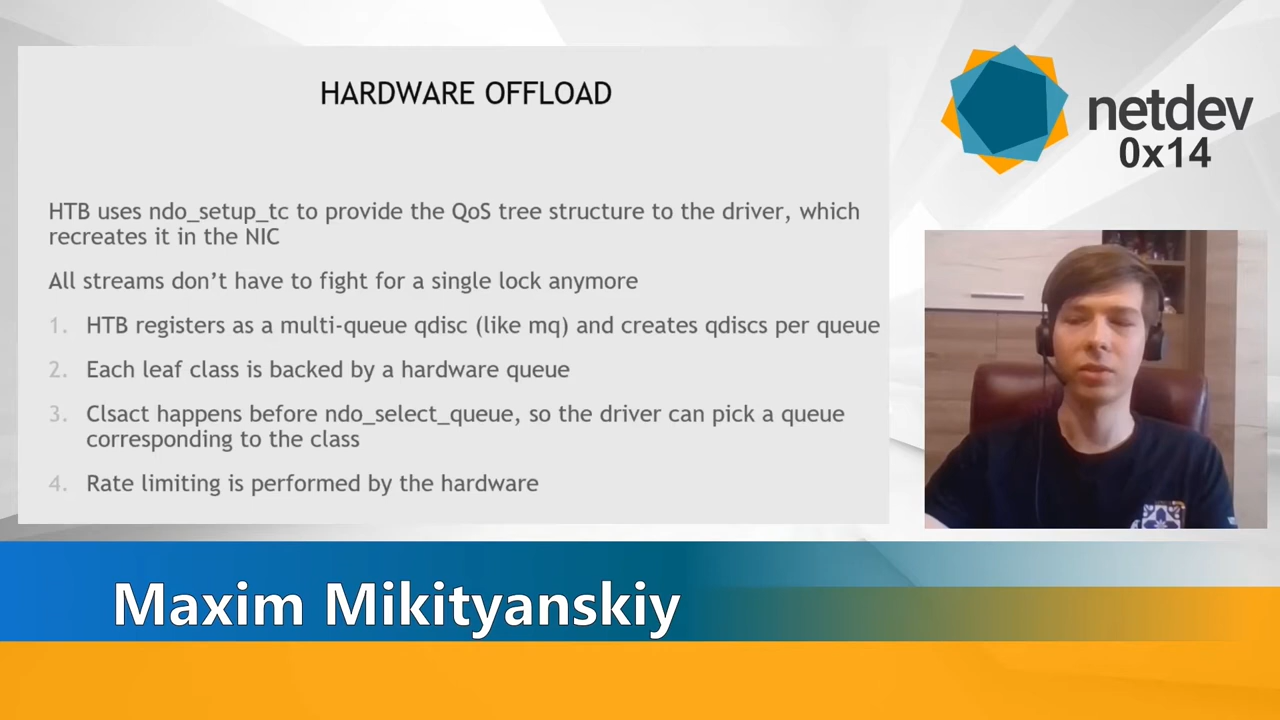 HARDWARE OFFLOAD
HTB uses ndo_setup_tc to provide the QoS tree structure to the driver, which
recreates it in the NIC
All streams don’t have to fight for a single lock anymore
1. HTB registers as a multi-queue qdisc (like mq) and creates qdiscs per queue
2. Each leaf class is backed by a hardware queue
3. Clsact happens before ndo_select_queue, so the driver can pick a queue
corresponding to the class
4. Rate limiting is performed by the hardware
netdev
0x14
Maxim Mikityanskiy